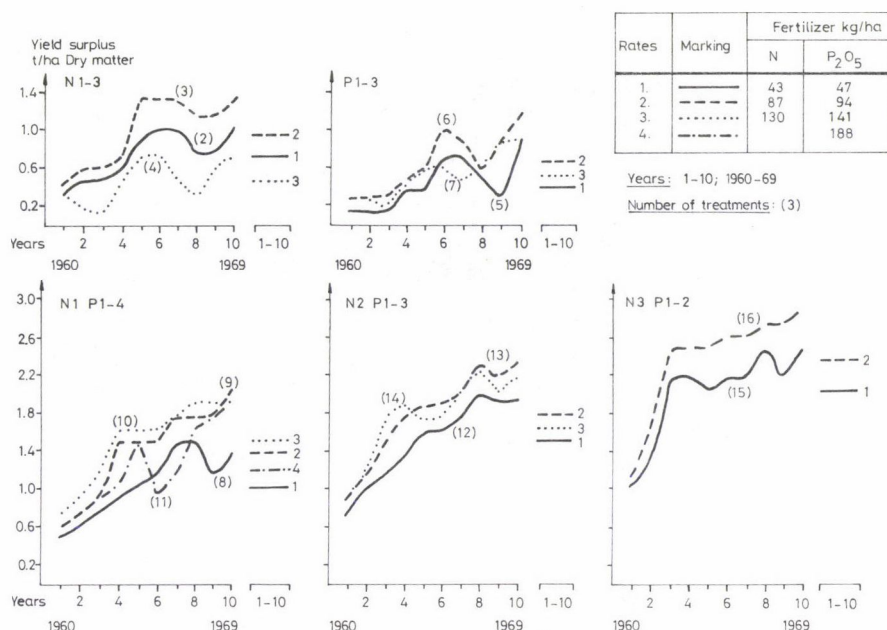 Yield surplus
t/ha Dry matter
N 1-3
1.4
1.0
0.6
0.2
(3)
(2)
(4)
2
1
3
Years 2 4 6 8 10 1-10
1960 1969
P1-3
(6)
(7)
(5)
2
3
1
2 4 6 8 10 1-10
1960 1969
Rates Marking Fertilizer kg/ha
N P2O5
1. 43 47
2. 87 94
3. 130 141
4. 188
Years: 1-10; 1960-69
Number of treatments: (3)
N1 P1-4
3.0
2.6
2.2
1.8
1.4
1.0
0.6
0.2
(9)
(10)
(11)
(8)
3
2
4
1
Years 2 4 6 8 10 1-10
1960 1969
N2 P1-3
(13)
(14)
(12)
2
3
1
2 4 6 8 10 1-10
1960 1969
N3 P1-2
(16)
(15)
2
1
2 4 6 8 10 1-10
1960 1969